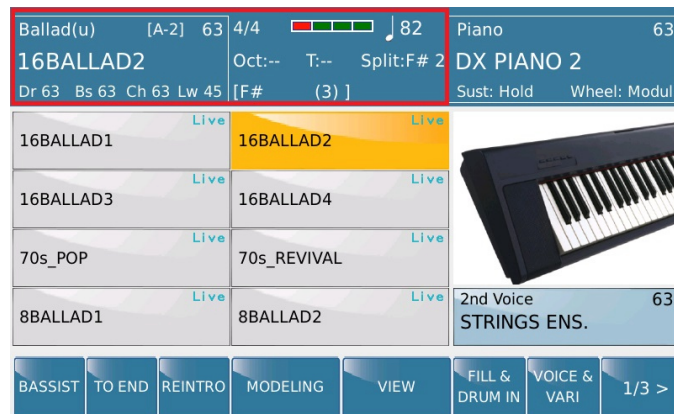 Ballad(u) [A-2] 63 4/4 82 Piano 63
16BALLAD2 Oct:-- T:-- Split:F# 2 DX PIANO 2
Dr 63 Bs 63 Ch 63 Lw 45 [F# (3) ] Sust: Hold Wheel: Modul
Live Live
16BALLAD1 16BALLAD2
Live Live
16BALLAD3 16BALLAD4
Live Live
70s_POP 70s_REVIVAL
Live Live 2nd Voice 63
8BALLAD1 8BALLAD2 STRINGS ENS.
BASSIST TO END REINTRO MODELING VIEW FILL & DRUM IN VOICE & VARI 1/3 >